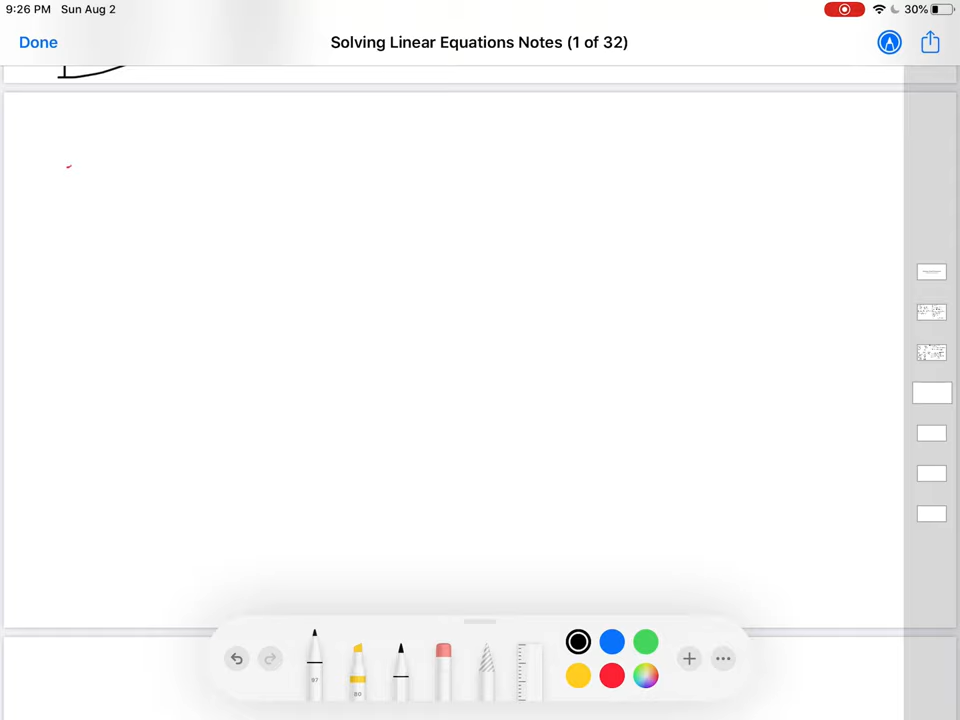 9:26 PM Sun Aug 2
30%
Done
Solving Linear Equations Notes (1 of 32)